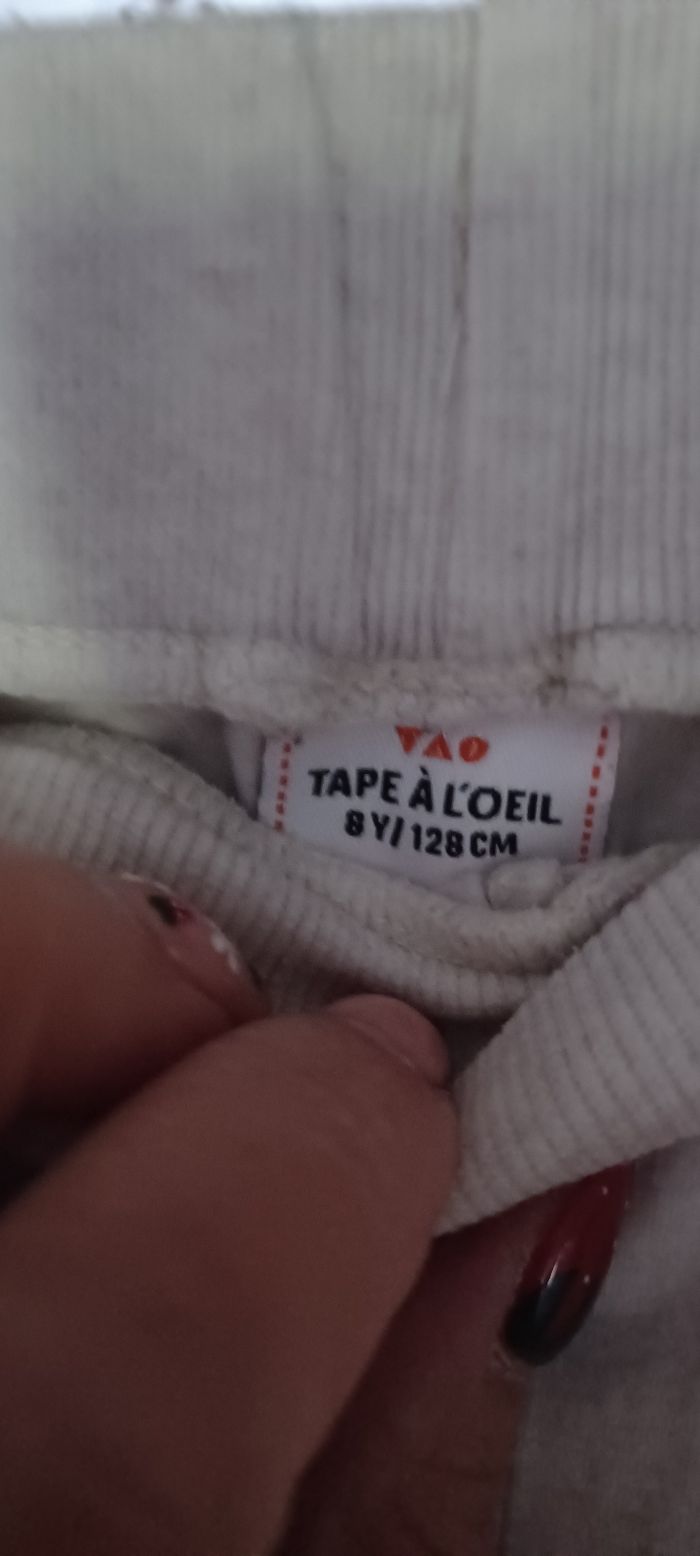 TAO
TAPE À L'OEIL
8 Y/ 128 CM